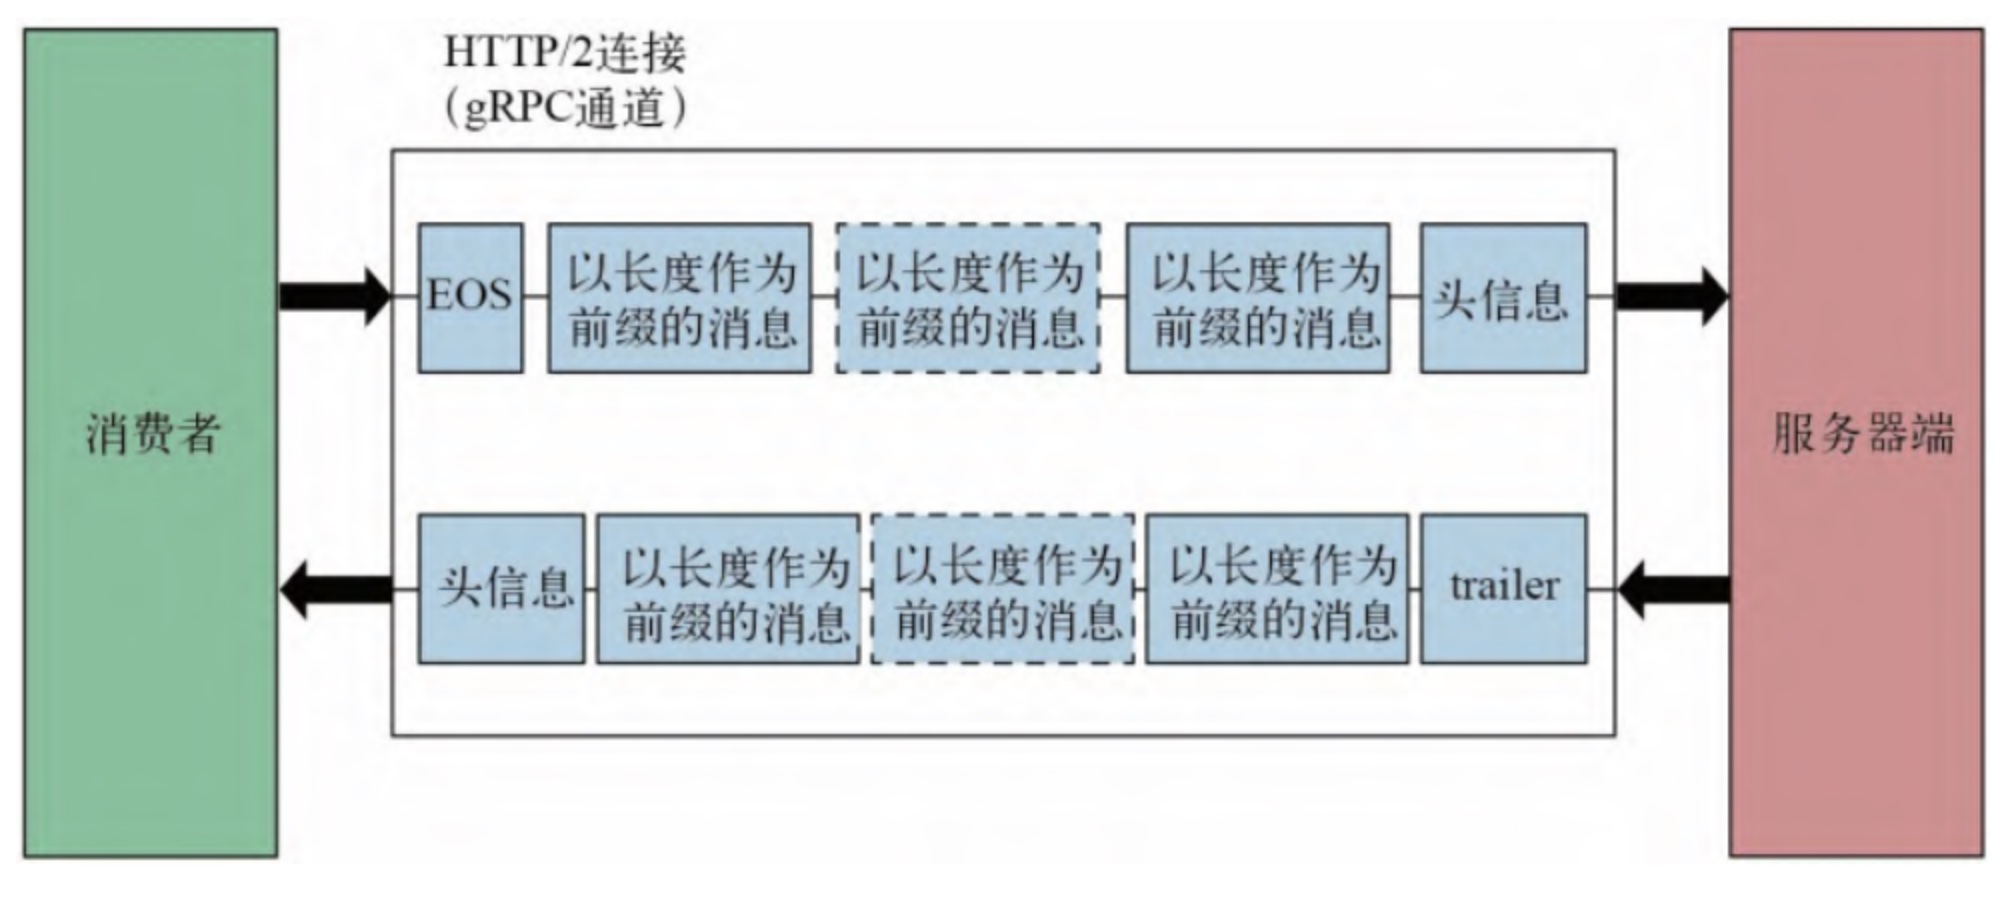 HTTP/2连接
(gRPC通道)
消费者
EOS
以长度作为
前缀的消息
以长度作为
前缀的消息
以长度作为
前缀的消息
头信息
头信息
以长度作为
前缀的消息
以长度作为
前缀的消息
以长度作为
前缀的消息
trailer
服务器端